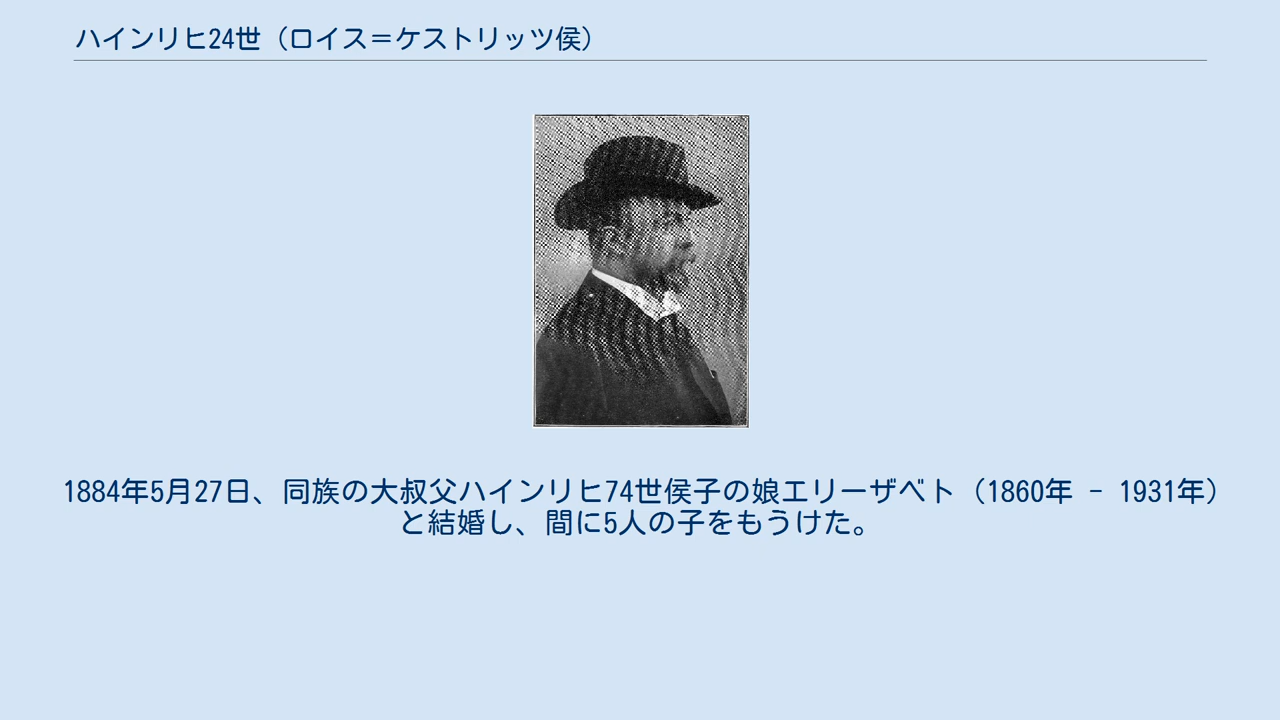 ハインリヒ24世（ロイス＝ケストリッツ侯）
1884年5月27日、同族の大叔父ハインリヒ74世侯子の娘エリーザベト（1860年 - 1931年）
と結婚し、間に5人の子をもうけた。